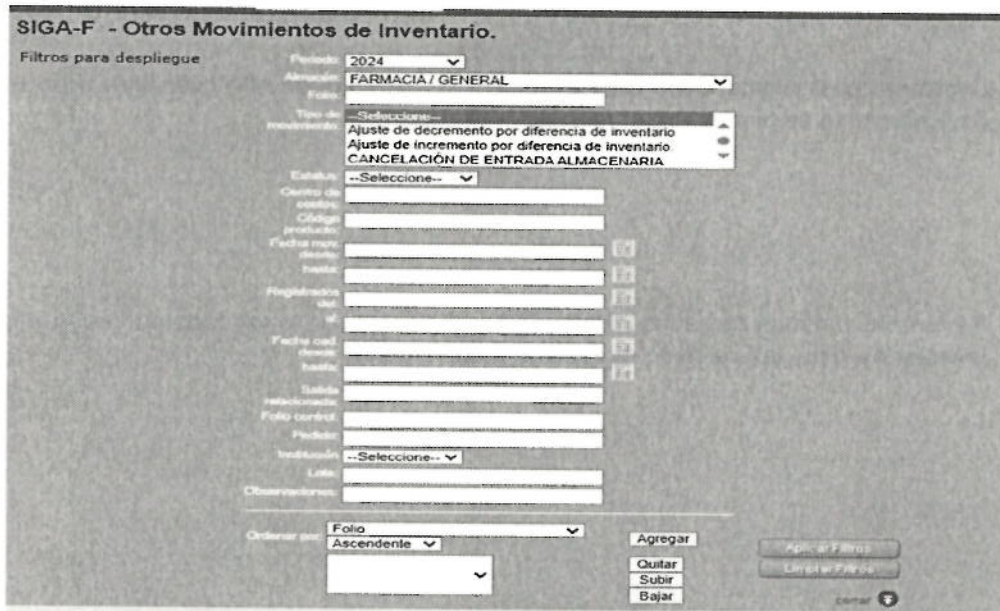 SIGA-F - Otros Movimientos de Inventario.
Filtros para despliegue
Periodo: 2024
Almacén: FARMACIA / GENERAL
Folio:
Tipo de movimiento: --Seleccione--
Ajuste de decremento por diferencia de inventario
Ajuste de incremento por diferencia de inventario
CANCELACIÓN DE ENTRADA ALMACENARIA
Estatus: --Seleccione--
Centro de costos:
Código producto:
Fecha mov. desde:
hasta:
Registrados del:
al:
Fecha cad. desde:
hasta:
Salida relacionada:
Folio control:
Pedido:
Institución: --Seleccione--
Lote:
Observaciones:
Ordenar por: Folio
Ascendente
Agregar
Quitar
Subir
Bajar
Aplicar Filtros
Limpiar Filtros
cerrar